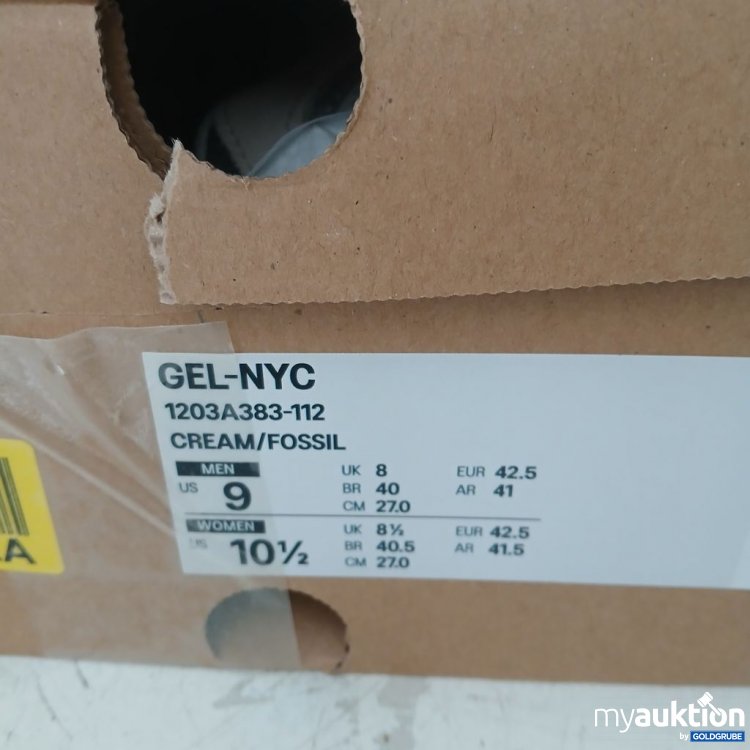 GEL-NYC
1203A383-112
CREAM/FOSSIL
MEN
US 9
UK 8 EUR 42.5
BR 40 AR 41
CM 27.0
WOMEN
US 10½
UK 8½ EUR 42.5
BR 40.5 AR 41.5
CM 27.0
A
myauktion
by GOLDGRUBE